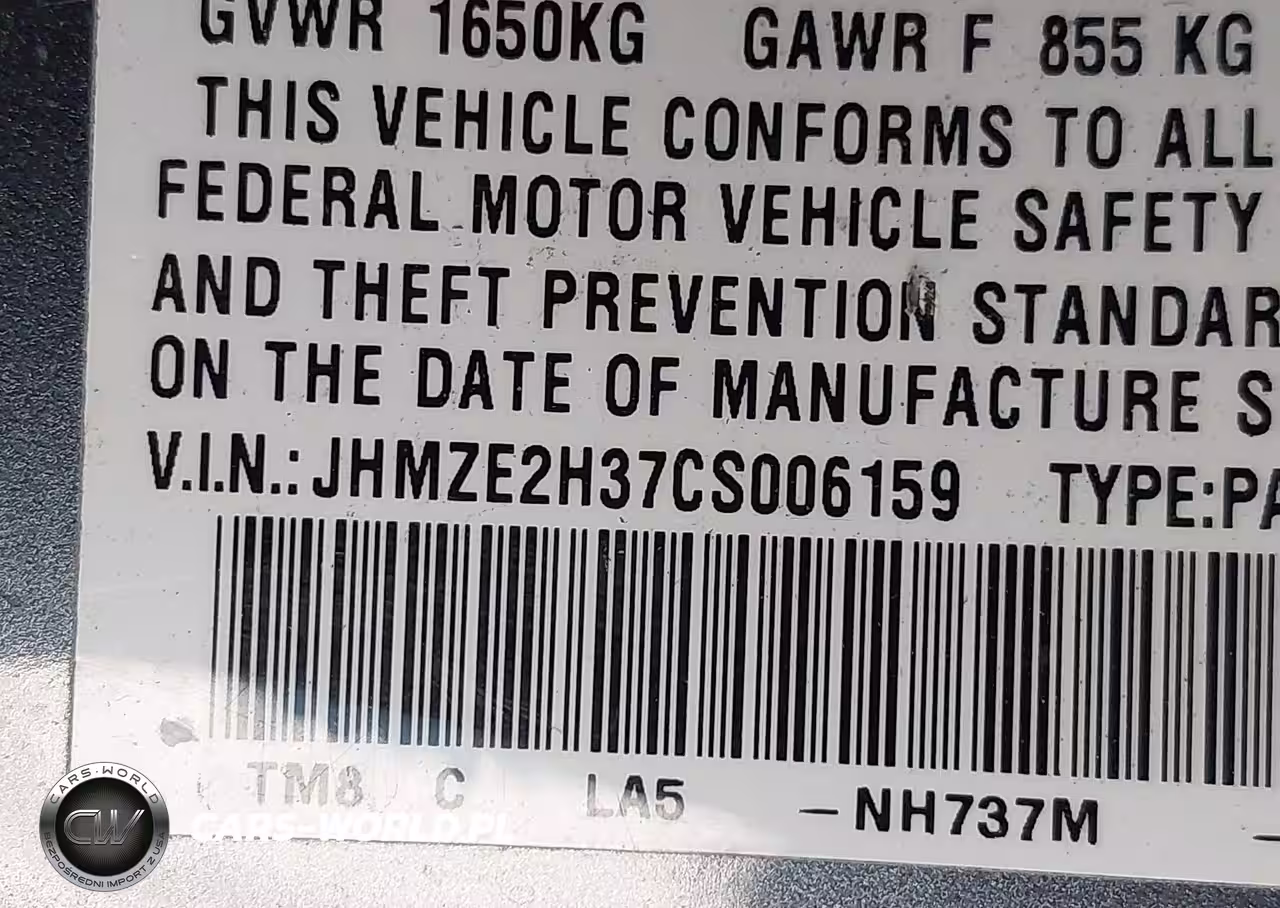 GVWR 1650KG GAWR F 855 KG
THIS VEHICLE CONFORMS TO ALL
FEDERAL MOTOR VEHICLE SAFETY
AND THEFT PREVENTION STANDAR
ON THE DATE OF MANUFACTURE S
V.I.N.: JHMZE2H37CS006159 TYPE:PA
TM8 C LA5 –NH737M –
CARS-WORLD
CW
BEZPOŚREDNI IMPORT Z USA
CARS-WORLD.PL